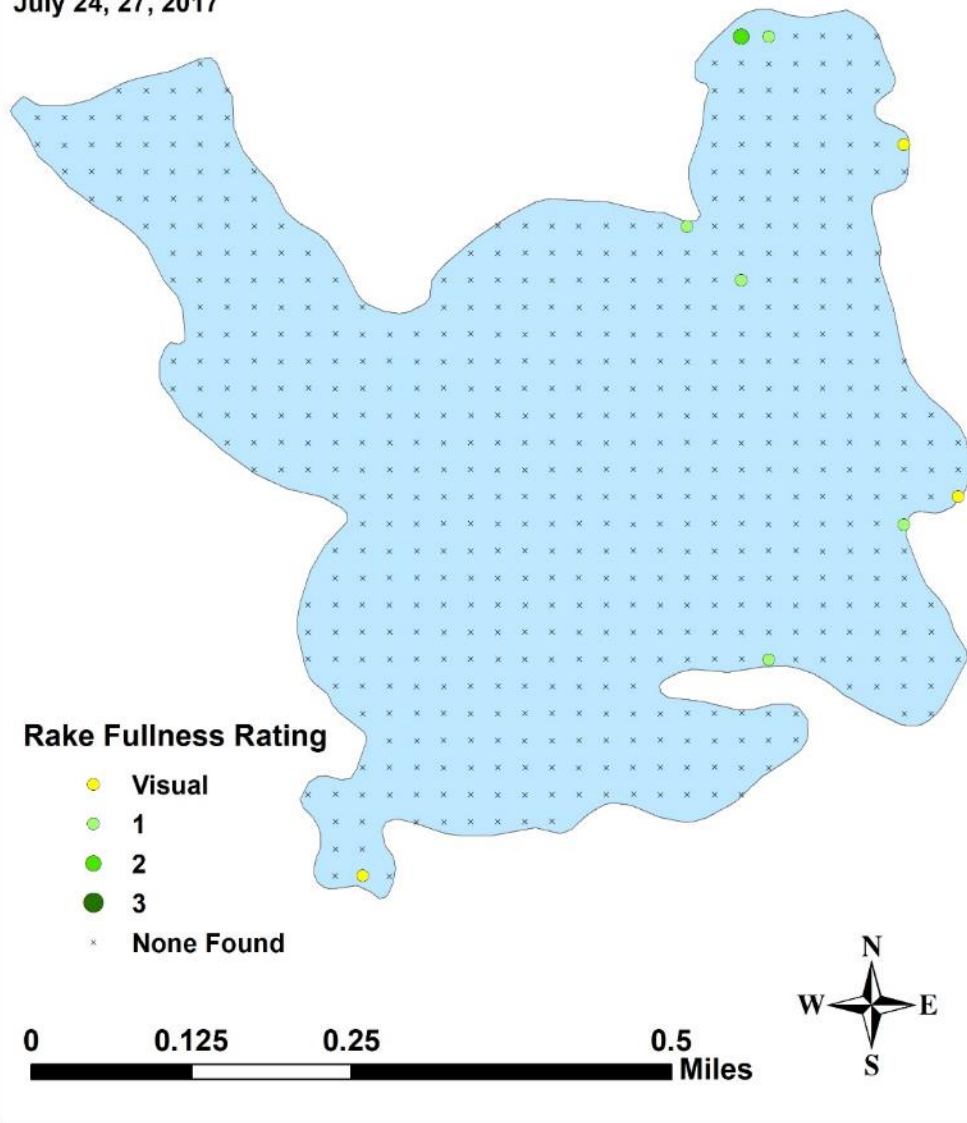 July 24, 27, 2017
Rake Fullness Rating
Visual
1
2
3
None Found
N
W E
S
0 0.125 0.25 0.5
Miles